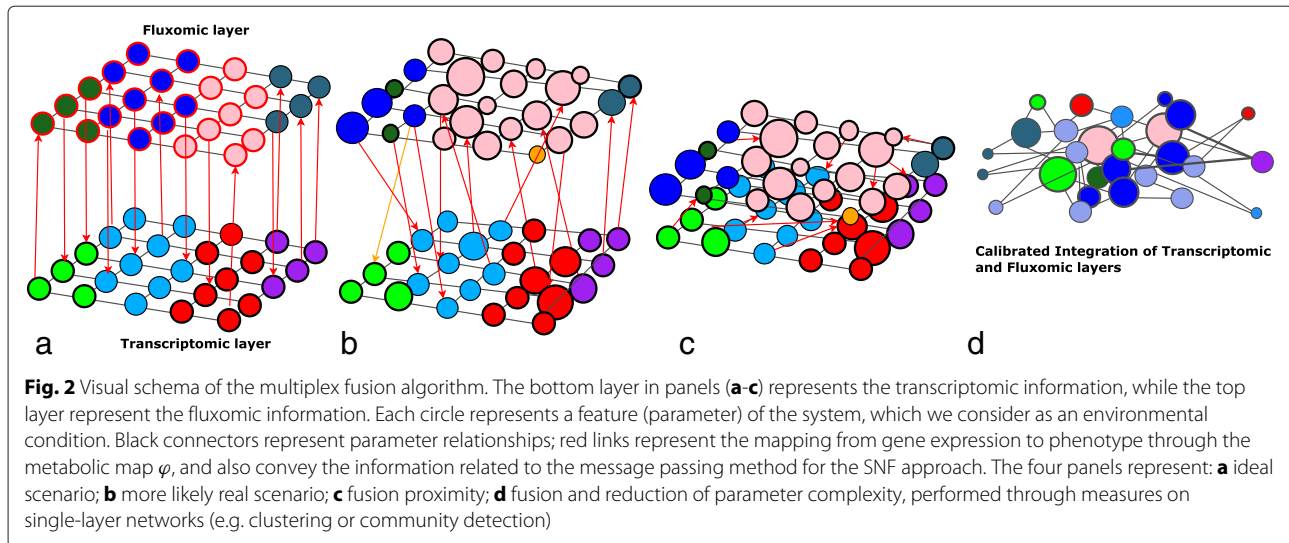 Fluxomic layer
Transcriptomic layer
Calibrated Integration of Transcriptomic
and Fluxomic layers
a
b
c
d
Fig. 2 Visual schema of the multiplex fusion algorithm. The bottom layer in panels (a-c) represents the transcriptomic information, while the top
layer represent the fluxomic information. Each circle represents a feature (parameter) of the system, which we consider as an environmental
condition. Black connectors represent parameter relationships; red links represent the mapping from gene expression to phenotype through the
metabolic map φ, and also convey the information related to the message passing method for the SNF approach. The four panels represent: a ideal
scenario; b more likely real scenario; c fusion proximity; d fusion and reduction of parameter complexity, performed through measures on
single-layer networks (e.g. clustering or community detection)